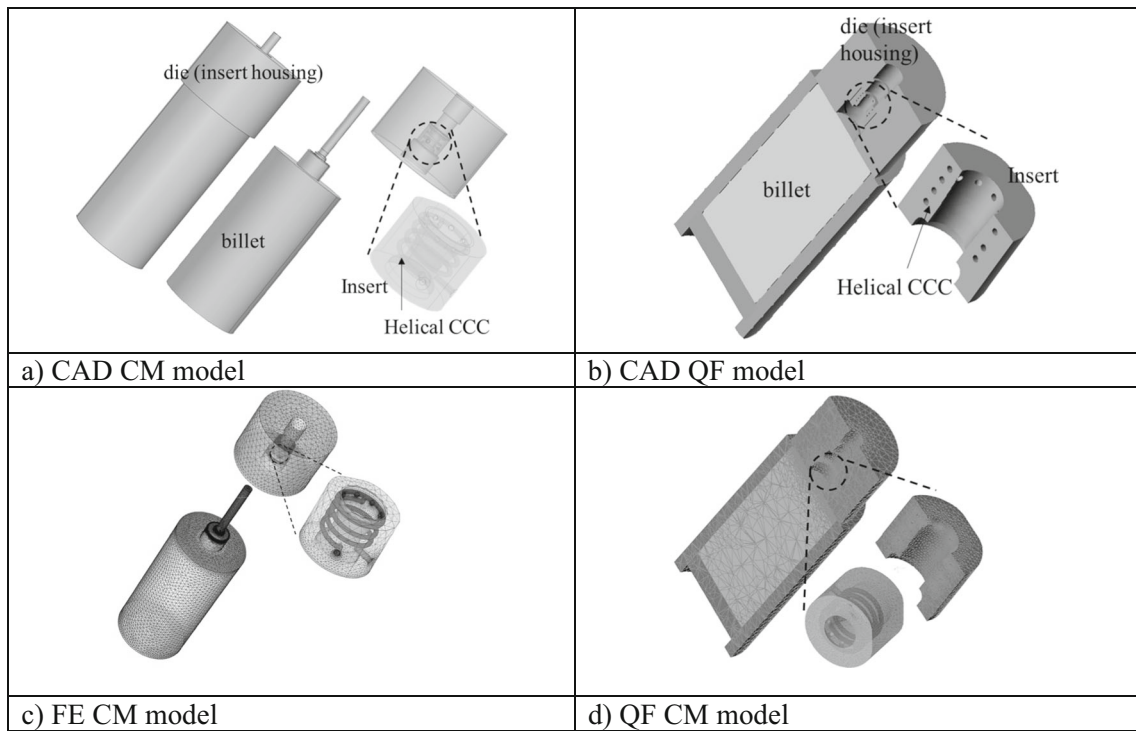 die (insert housing)
billet
Insert
Helical CCC
a) CAD CM model
die (insert
housing)
billet
Insert
Helical CCC
b) CAD QF model
c) FE CM model
d) QF CM model